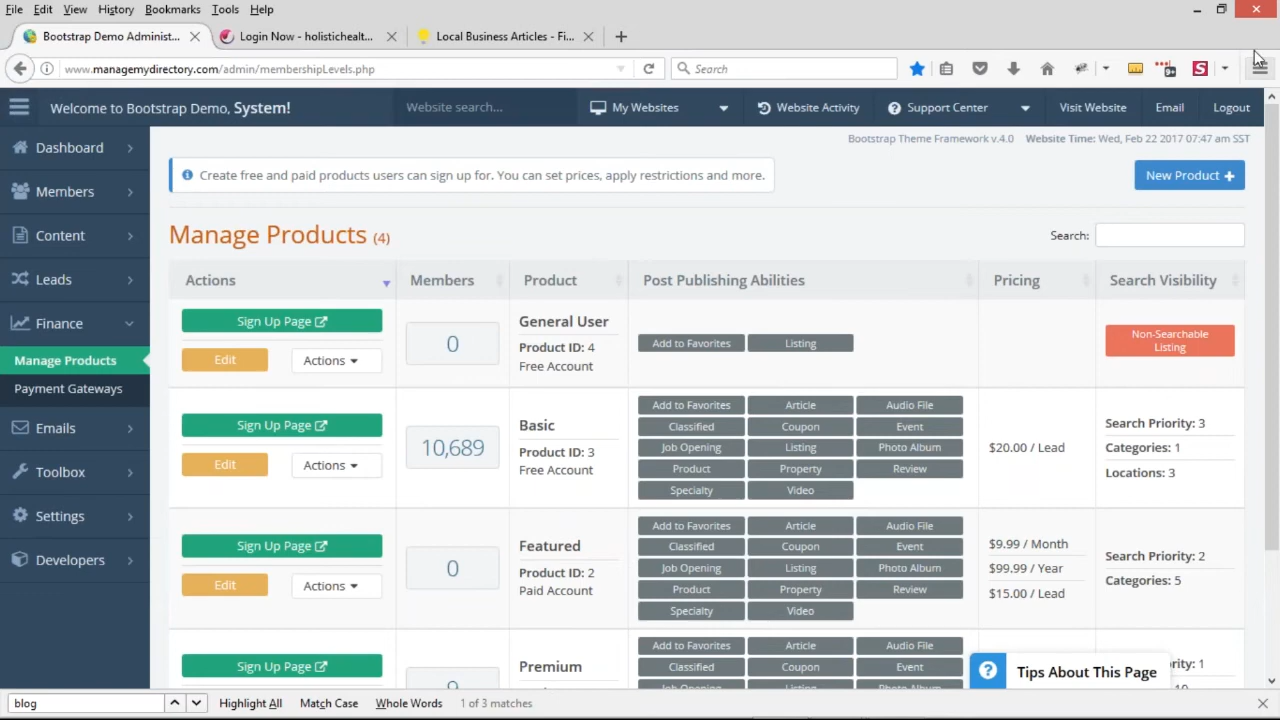 File Edit View History Bookmarks Tools Help
Bootstrap Demo Administ... Login Now - holistichealt... Local Business Articles - Fi...
www.managemydirectory.com/admin/membershipLevels.php Search
Welcome to Bootstrap Demo, System! Website search... My Websites Website Activity Support Center Visit Website Email Logout
Bootstrap Theme Framework v.4.0 Website Time: Wed, Feb 22 2017 07:47 am SST
Dashboard
Members
Content
Leads
Finance
Manage Products
Payment Gateways
Emails
Toolbox
Settings
Developers
Create free and paid products users can sign up for. You can set prices, apply restrictions and more.
New Product
Manage Products (4)
Search:
Actions Members Product Post Publishing Abilities Pricing Search Visibility
Sign Up Page
Edit Actions
0
General User
Product ID: 4
Free Account
Add to Favorites Listing
Non-Searchable
Listing
Sign Up Page
Edit Actions
10,689
Basic
Product ID: 3
Free Account
Add to Favorites Article Audio File
Classified Coupon Event
Job Opening Listing Photo Album
Product Property Review
Specialty Video
$20.00 / Lead
Search Priority: 3
Categories: 1
Locations: 3
Sign Up Page
Edit Actions
0
Featured
Product ID: 2
Paid Account
Add to Favorites Article Audio File
Classified Coupon Event
Job Opening Listing Photo Album
Product Property Review
Specialty Video
$9.99 / Month
$99.99 / Year
$15.00 / Lead
Search Priority: 2
Categories: 5
Sign Up Page
Premium
Add to Favorites Article Audio File
Classified Coupon Event
Job Opening Listing Photo Album
Tips About This Page
blog Highlight All Match Case Whole Words 1 of 3 matches